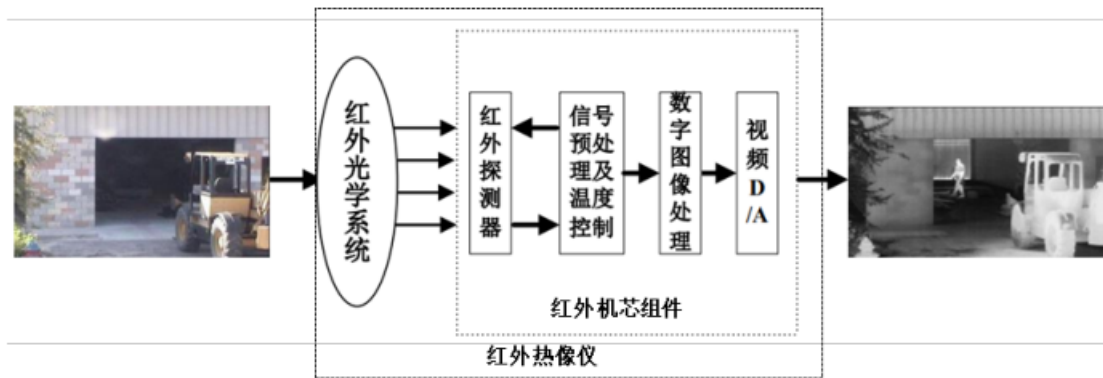 红外光学系统
红外探测器
信号
预处
理及
温度
控制
数字图像处理
视频
D
/A
红外机芯组件
红外热像仪